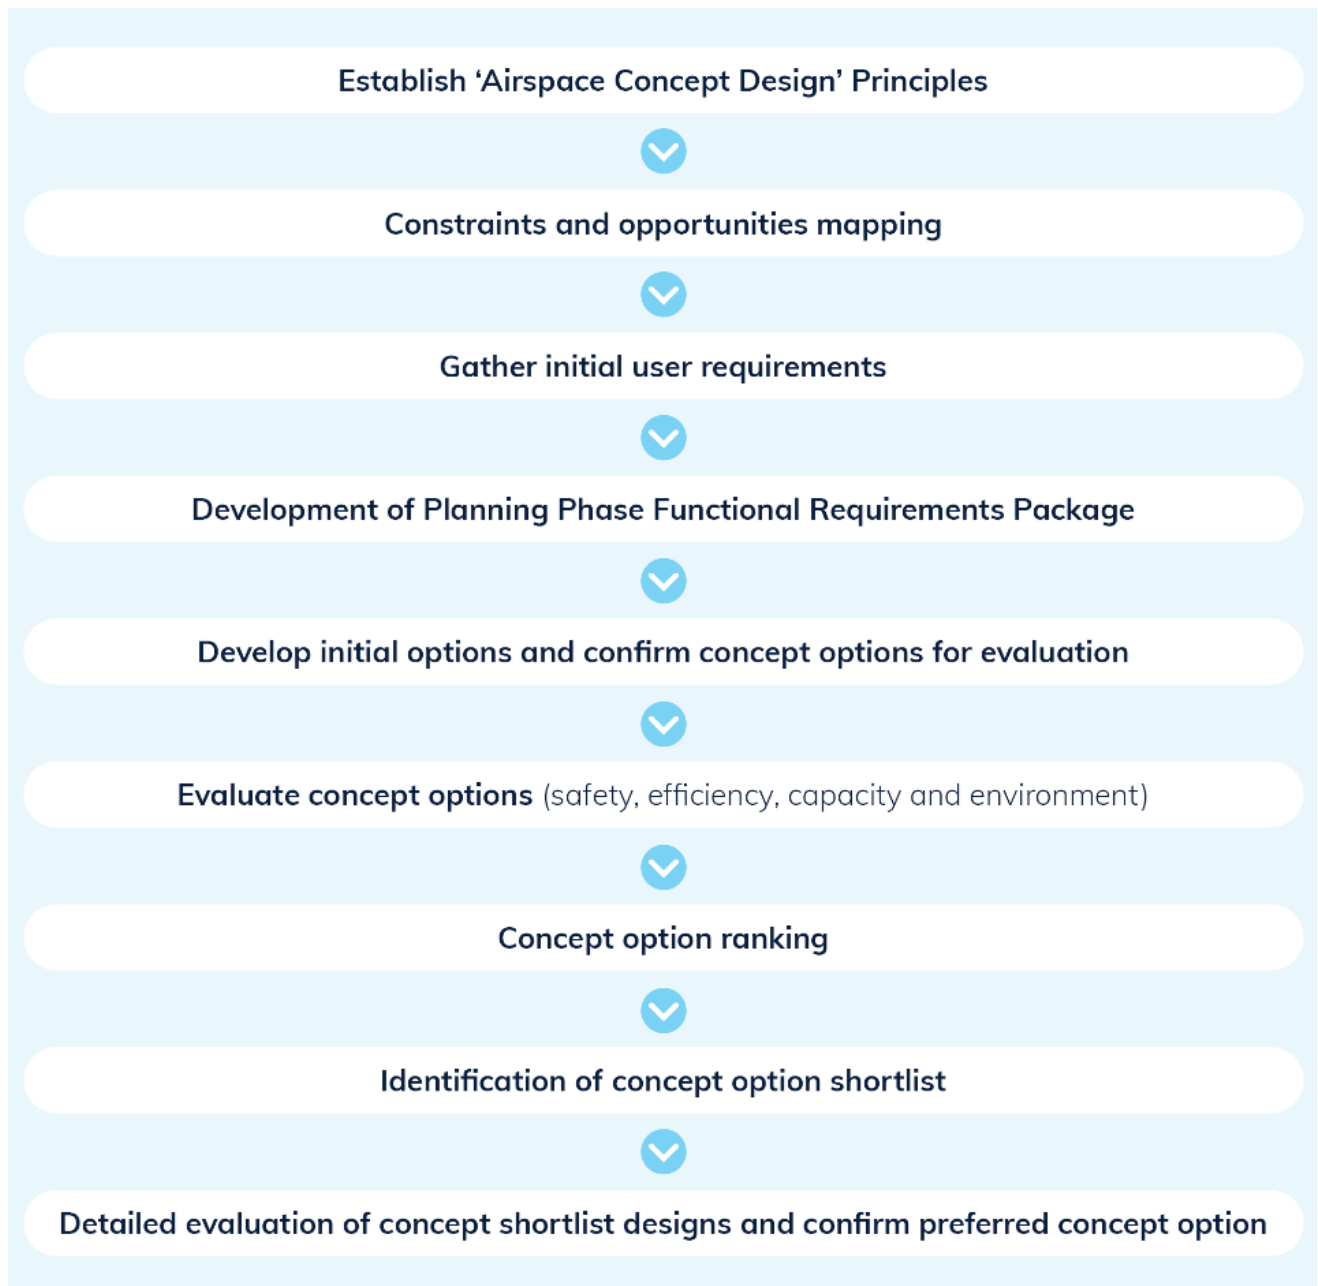 Establish ‘Airspace Concept Design’ Principles
Constraints and opportunities mapping
Gather initial user requirements
Development of Planning Phase Functional Requirements Package
Develop initial options and confirm concept options for evaluation
Evaluate concept options (safety, efficiency, capacity and environment)
Concept option ranking
Identification of concept option shortlist
Detailed evaluation of concept shortlist designs and confirm preferred concept option